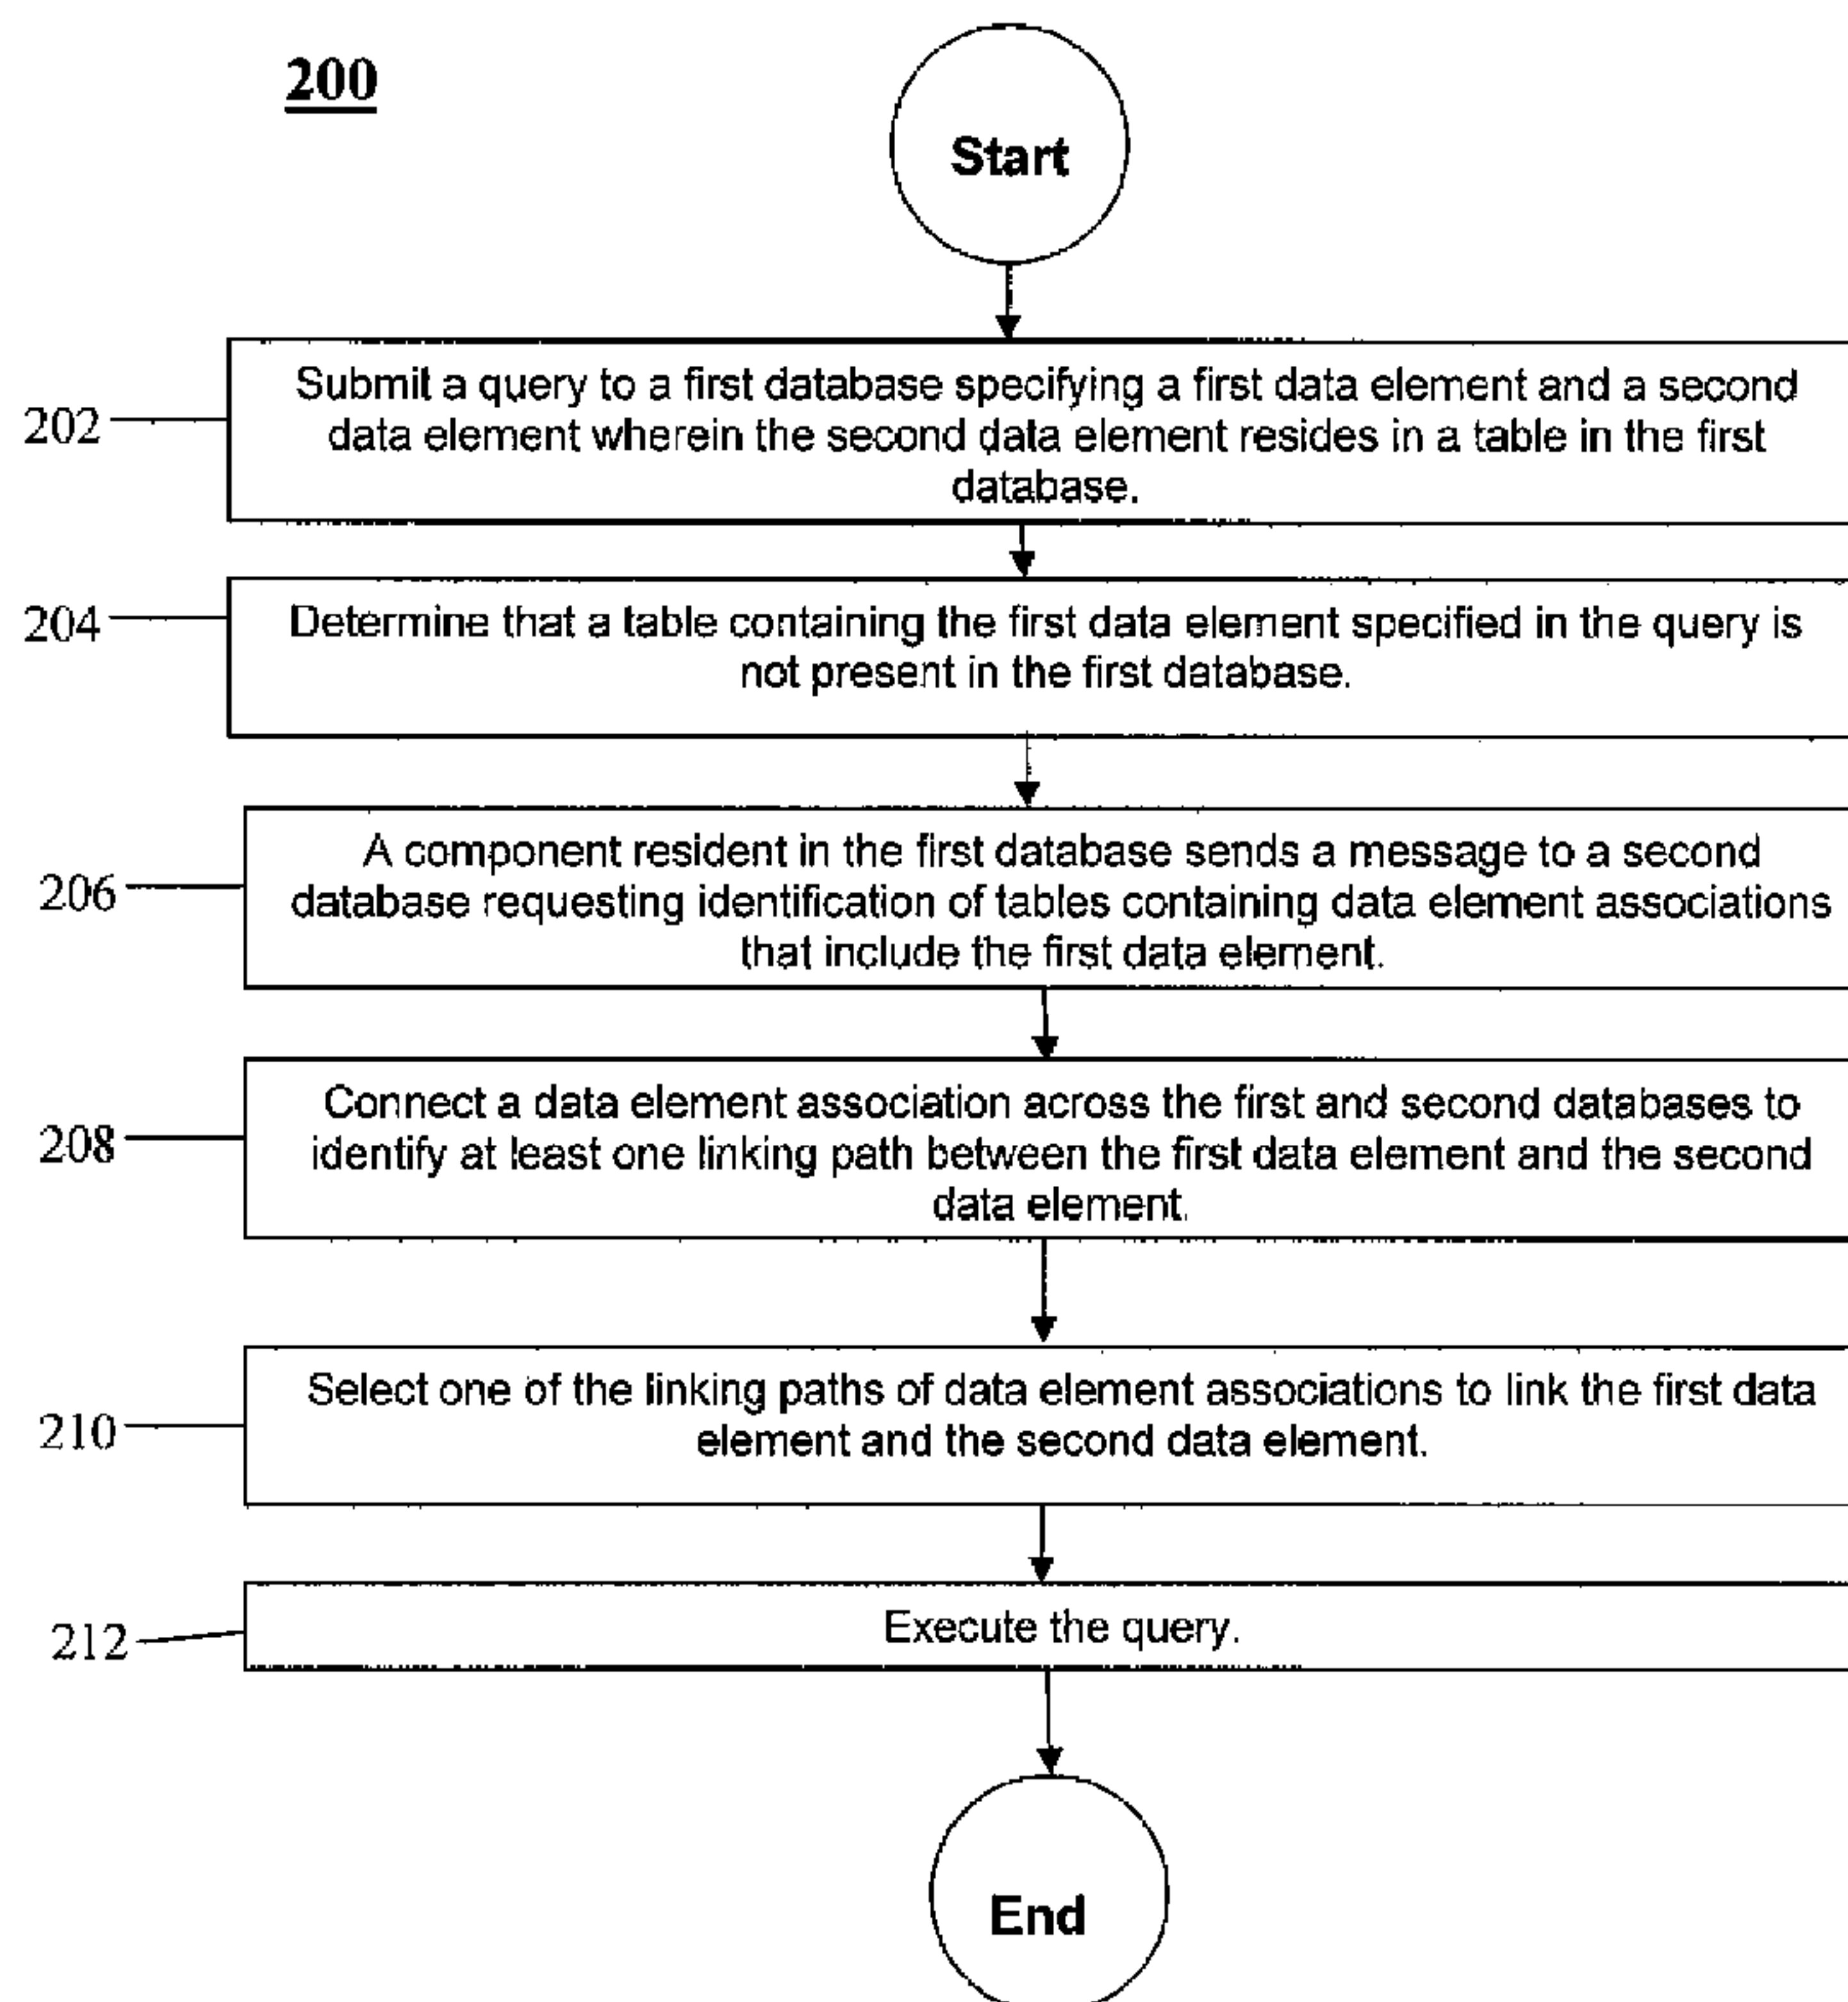 200
Start
202
Submit a query to a first database specifying a first data element and a second
data element wherein the second data element resides in a table in the first
database.
204
Determine that a table containing the first data element specified in the query is
not present in the first database.
206
A component resident in the first database sends a message to a second
database requesting identification of tables containing data element associations
that include the first data element.
208
Connect a data element association across the first and second databases to
identify at least one linking path between the first data element and the second
data element.
210
Select one of the linking paths of data element associations to link the first data
element and the second data element.
212
Execute the query.
End